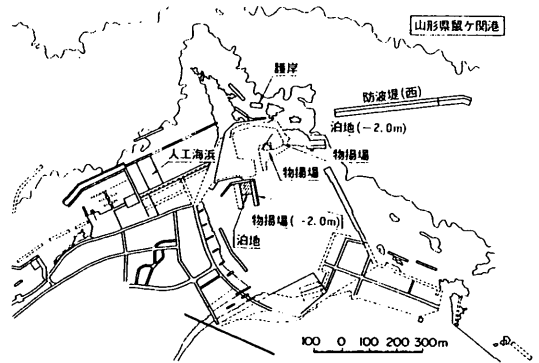 山形県鼠ケ関港
護岸
防波堤(西)
泊地(-2.0m)
物揚場
人工海浜
物揚場
物揚場(-2.0m)
泊地
100 0 100 200 300m